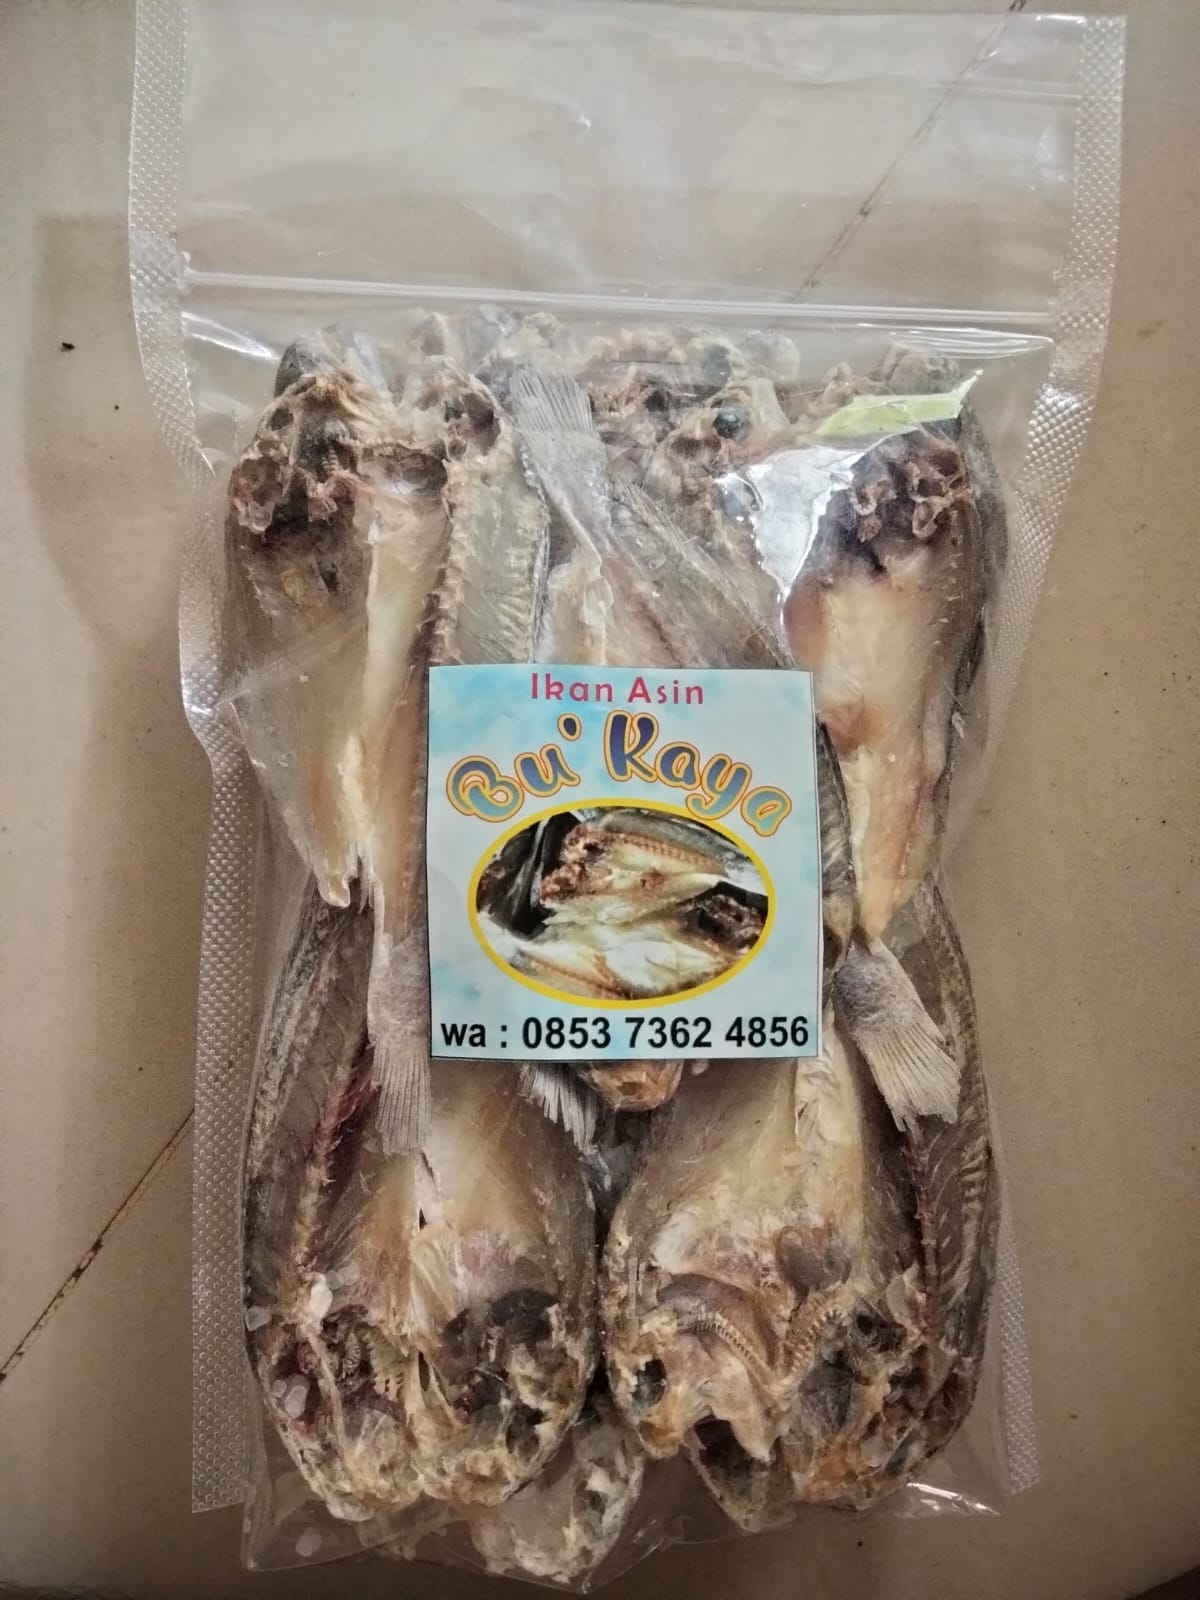 Ikan Asin
Bu' Kaya
wa : 0853 7362 4856